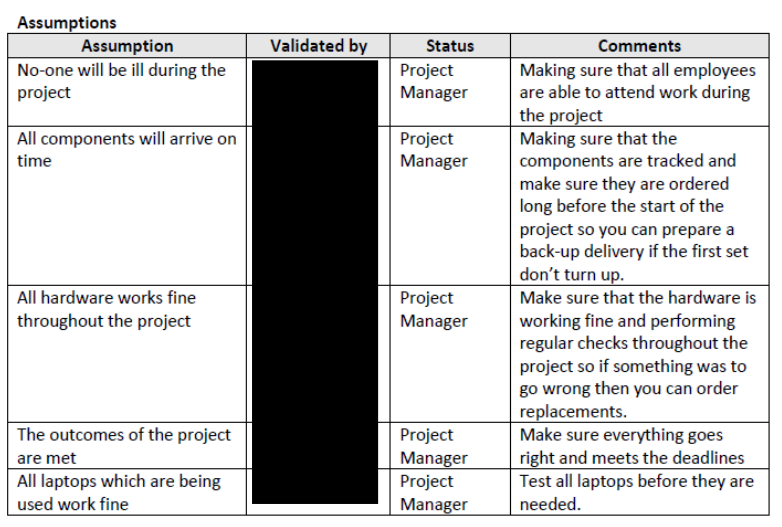 Assumptions
Assumption Validated by Status Comments
No-one will be ill during the Project Making sure that all employees
project Manager are able to attend work during
the project
All components will arrive on Project Making sure that the
time Manager components are tracked and
make sure they are ordered
long before the start of the
project so you can prepare a
back-up delivery if the first set
don't turn up.
All hardware works fine Project Make sure that the hardware is
throughout the project Manager working fine and performing
regular checks throughout the
project so if something was to
go wrong then you can order
replacements.
The outcomes of the project Project Make sure everything goes
are met Manager right and meets the deadlines
All laptops which are being Project Test all laptops before they are
used work fine Manager needed.